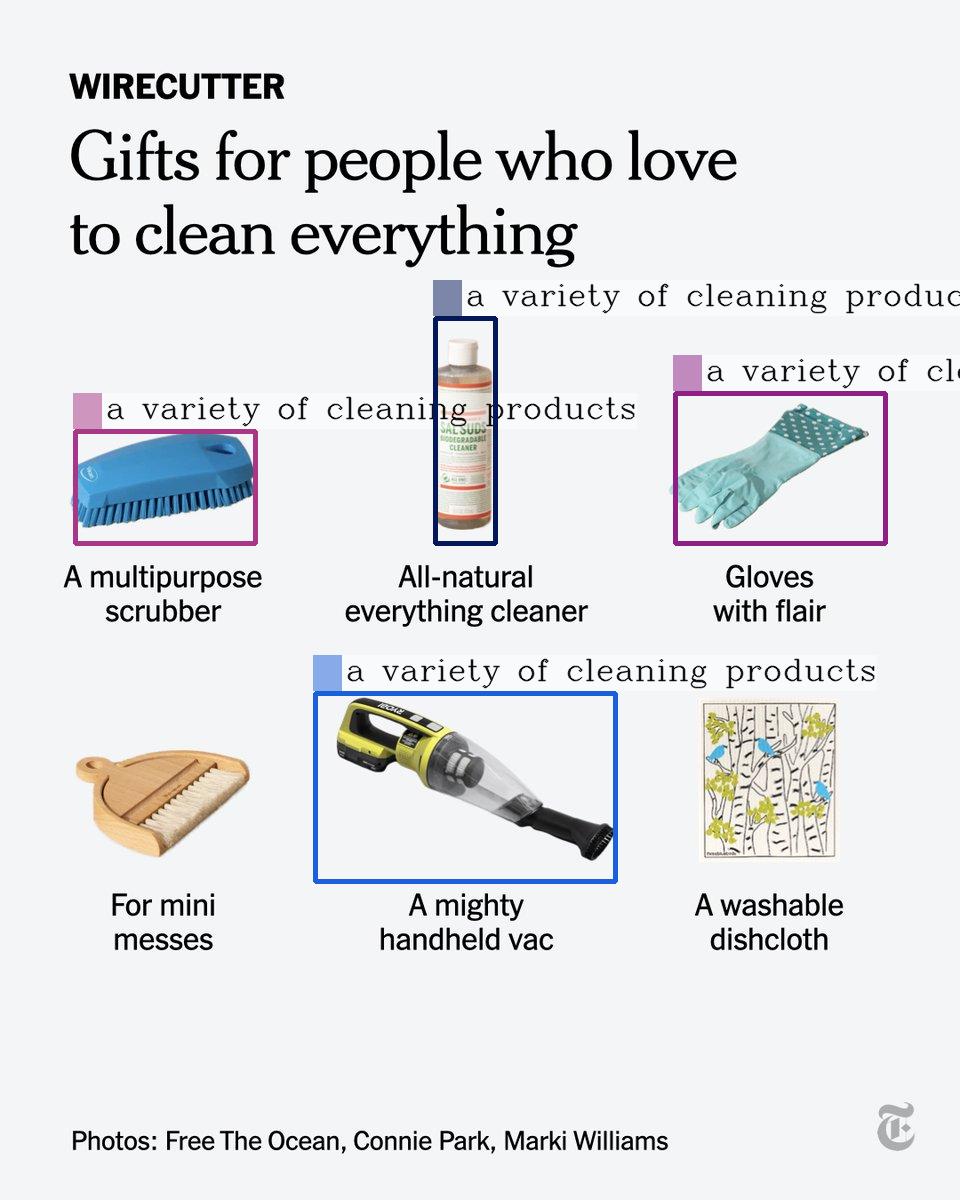 WIRECUTTER
Gifts for people who love
to clean everything
a variety of cleaning produc
a variety of cle
a variety of cleaning products
SAL SUDS
BIODEGRADABLE
CLEANER
A multipurpose
scrubber
All-natural
everything cleaner
Gloves
with flair
a variety of cleaning products
RYOBI
For mini
messes
A mighty
handheld vac
A washable
dishcloth
Photos: Free The Ocean, Connie Park, Marki Williams